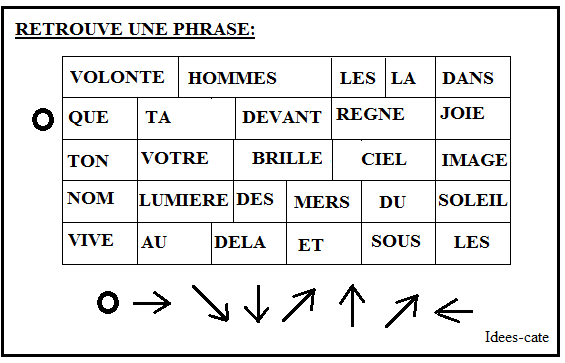 RETROUVE UNE PHRASE:
VOLONTE HOMMES LES LA DANS
QUE TA DEVANT REGNE JOIE
TON VOTRE BRILLE CIEL IMAGE
NOM LUMIERE DES MERS DU SOLEIL
VIVE AU DELA ET SOUS LES
Idees-cate